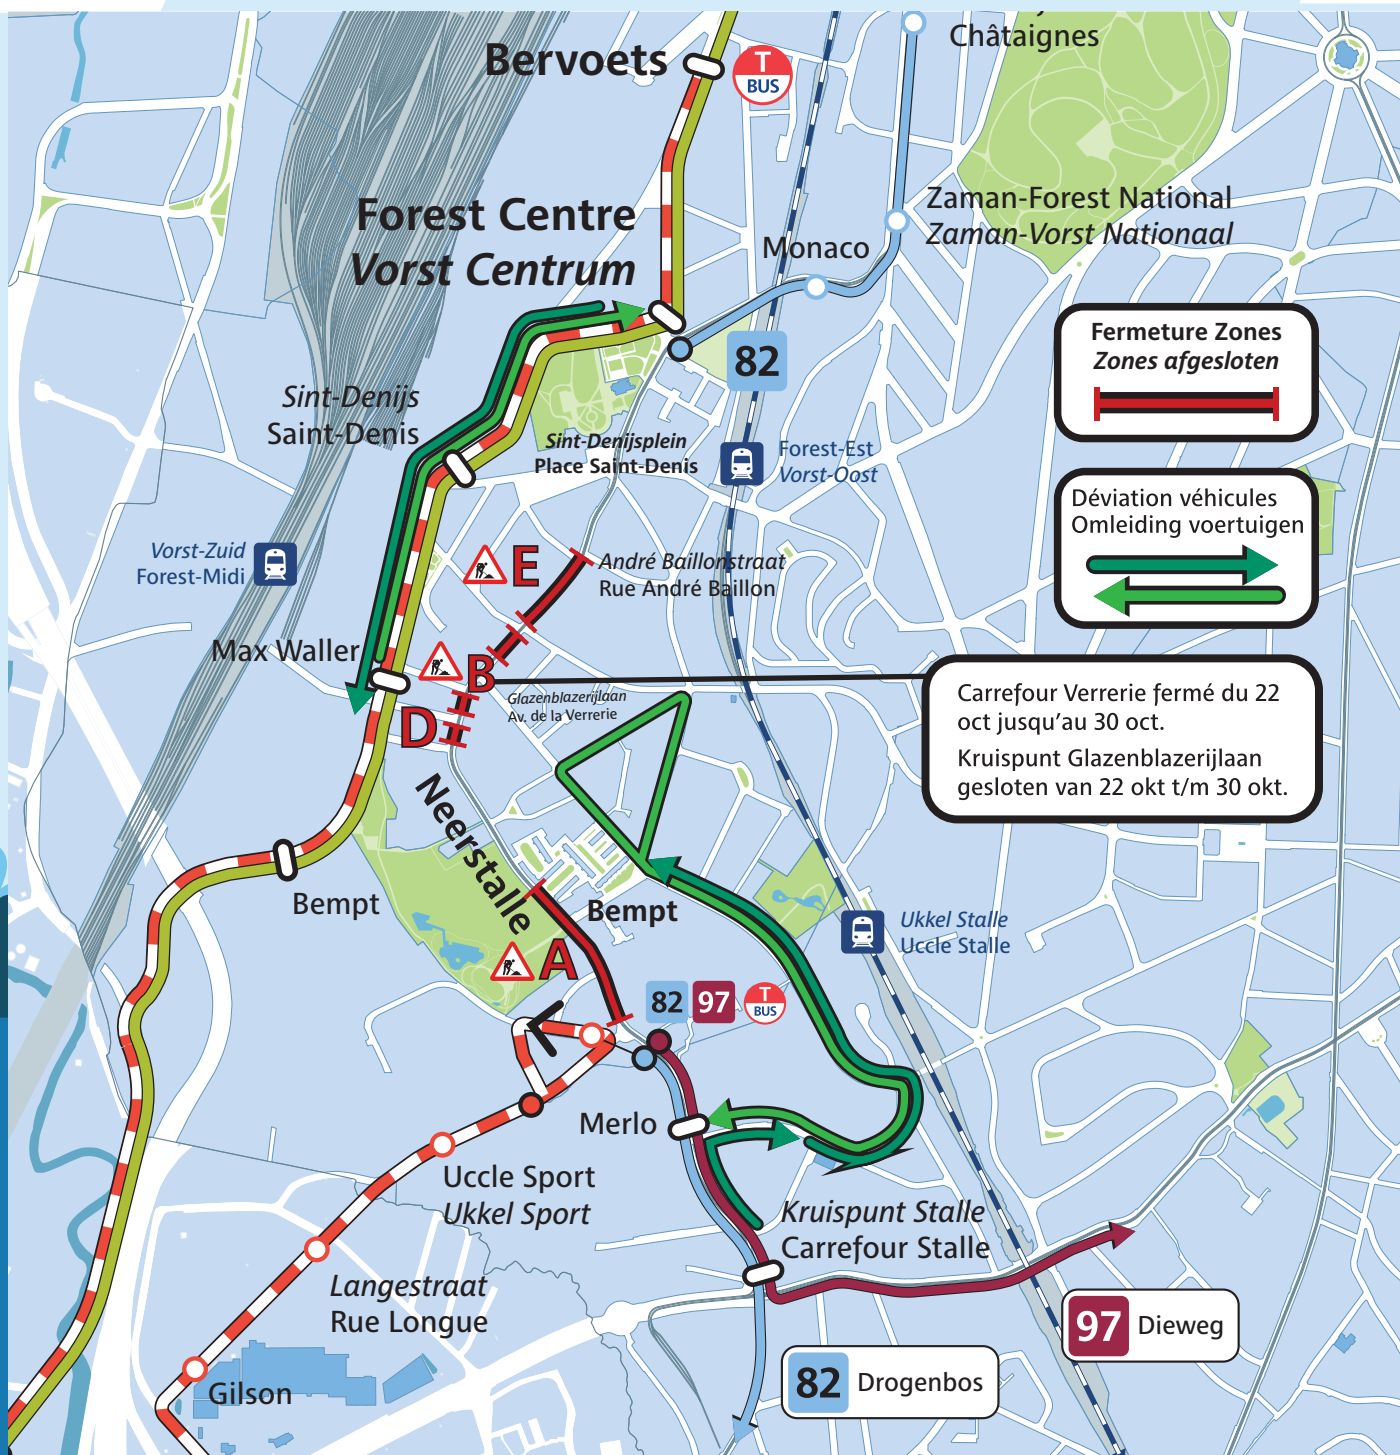 Châtaignes
Bervoets
T
BUS
Zaman-Forest National
Zaman-Vorst Nationaal
Forest Centre
Vorst Centrum
Monaco
Fermeture Zones
Zones afgesloten
82
Sint-Denijs
Saint-Denis
Sint-Denijsplein
Place Saint-Denis
Forest-Est
Vorst-Oost
Déviation véhicules
Omleiding voertuigen
Vorst-Zuid
Forest-Midi
E
André Baillonstraat
Rue André Baillon
Max Waller
B
Glazenblazerijlaan
Av. de la Verrerie
D
Carrefour Verrerie fermé du 22
oct jusqu'au 30 oct.
Kruispunt Glazenblazerijlaan
gesloten van 22 okt t/m 30 okt.
Neerstalle
Bempt
Bempt
Ukkel Stalle
Uccle Stalle
A
82 97 T
BUS
Merlo
Uccle Sport
Ukkel Sport
Kruispunt Stalle
Carrefour Stalle
Langestraat
Rue Longue
97 Dieweg
82 Drogenbos
Gilson